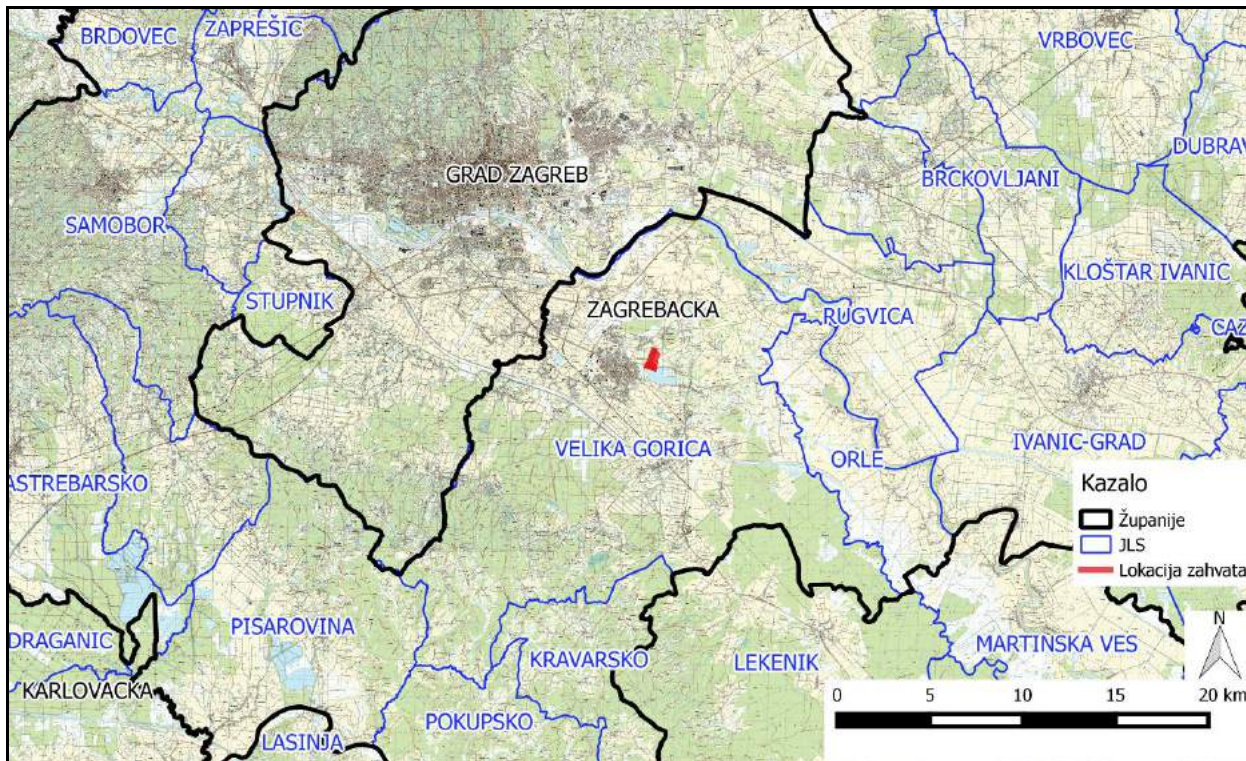 BRDOVEC
ZAPREŠIC
VRBOVEC
DUBRAV
GRAD ZAGREB
BRCKOVLJANI
SAMOBOR
KLOŠTAR IVANIC
STUPNIK
ZAGREBACKA
RUGVICA
CAZ
VELIKA GORICA
ORLE
IVANIC-GRAD
ASTREBARSKO
Kazalo
Županije
JLS
Lokacija zahvata
PISAROVINA
DRAGANIC
KRAVARSKO
LEKENIK
MARTINSKA VES
N
KARLOVACKA
POKUPSKO
LASINJA
0 5 10 15 20 km